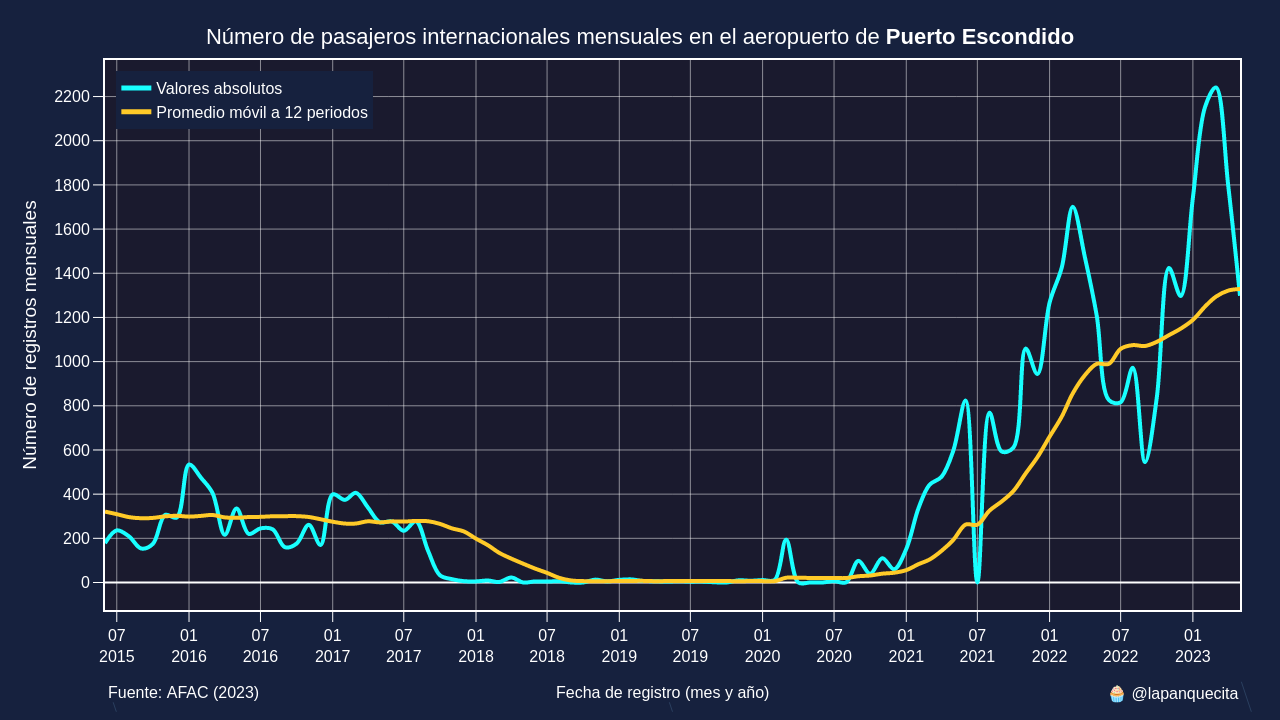 Número de pasajeros internacionales mensuales en el aeropuerto de Puerto Escondido
Valores absolutos
Promedio móvil a 12 periodos
Número de registros mensuales
2200
2000
1800
1600
1400
1200
1000
800
600
400
200
0
07 01 07 01 07 01 07 01 07 01 07 01 07 01 07 01
2015 2016 2016 2017 2017 2018 2018 2019 2019 2020 2020 2021 2021 2022 2022 2023
Fuente: AFAC (2023)
Fecha de registro (mes y año)
🧁 @lapanquecita